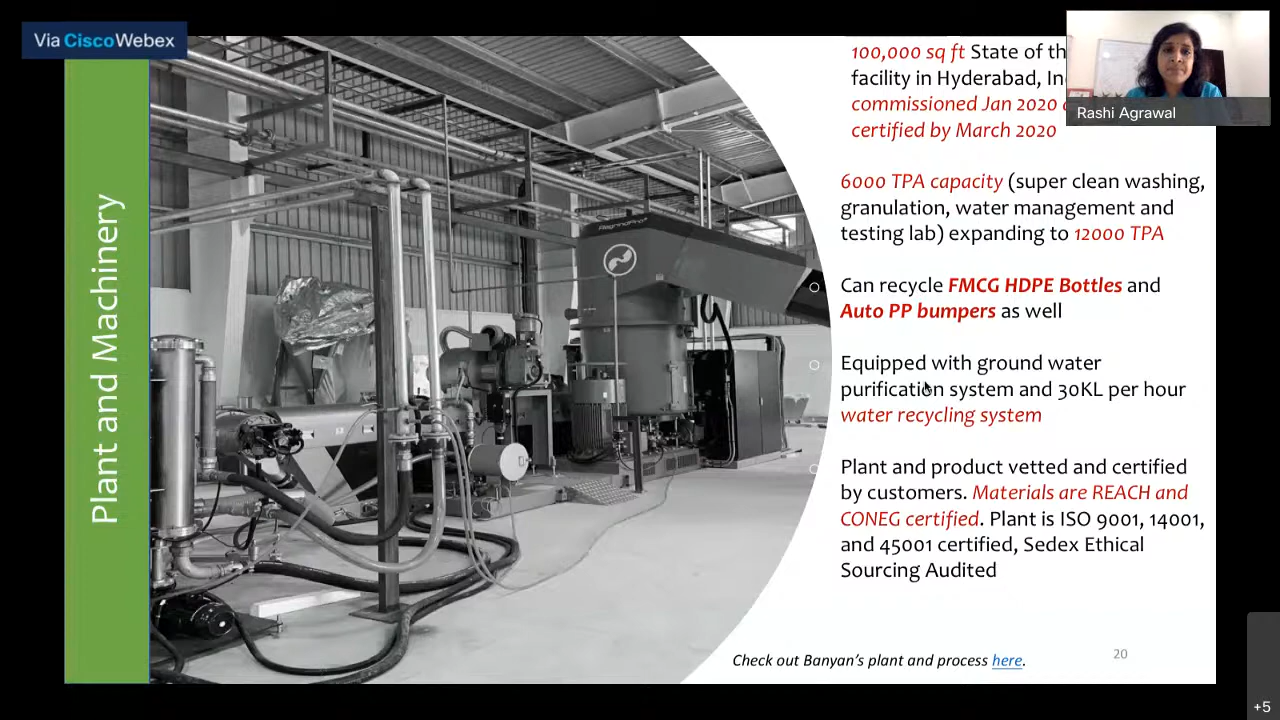 Via CiscoWebex
Plant and Machinery
RegrindPro
100,000 sq ft State of th
facility in Hyderabad, In
commissioned Jan 2020
certified by March 2020
Rashi Agrawal
6000 TPA capacity (super clean washing,
granulation, water management and
testing lab) expanding to 12000 TPA
Can recycle FMCG HDPE Bottles and
Auto PP bumpers as well
Equipped with ground water
purification system and 30KL per hour
water recycling system
Plant and product vetted and certified
by customers. Materials are REACH and
CONEG certified. Plant is ISO 9001, 14001,
and 45001 certified, Sedex Ethical
Sourcing Audited
Check out Banyan's plant and process here.
20
+5